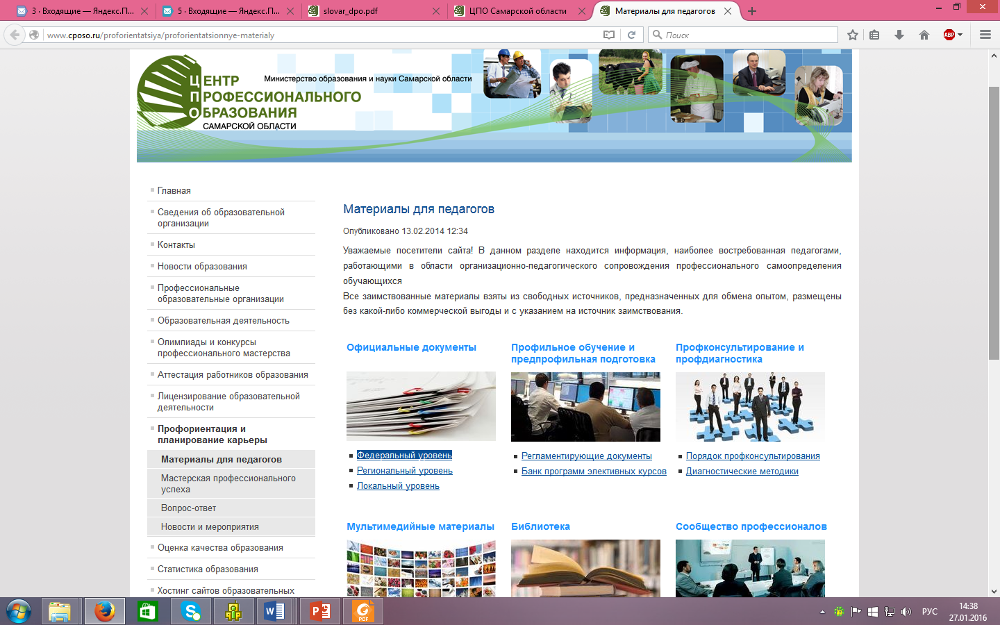 3 · Входящие — Яндекс.П...
5 · Входящие — Яндекс.П...
slovar_dpo.pdf
ЦПО Самарской области
Материалы для педагогов
www.cposo.ru/proforientatsiya/proforientatsionnye-materialy
Поиск
ABP
ЦЕНТР
ПРОФЕССИОНАЛЬНОГО
ОБРАЗОВАНИЯ
САМАРСКОЙ ОБЛАСТИ
Министерство образования и науки Самарской области
Главная
Сведения об образовательной
организации
Контакты
Новости образования
Профессиональные
образовательные организации
Образовательная деятельность
Олимпиады и конкурсы
профессионального мастерства
Аттестация работников образования
Лицензирование образовательной
деятельности
Профориентация и
планирование карьеры
Материалы для педагогов
Мастерская профессионального
успеха
Вопрос-ответ
Новости и мероприятия
Оценка качества образования
Статистика образования
Хостинг сайтов образовательных
Материалы для педагогов
Опубликовано 13.02.2014 12:34
Уважаемые посетители сайта! В данном разделе находится информация, наиболее востребованная педагогами,
работающими в области организационно-педагогического сопровождения профессионального самоопределения
обучающихся
Все заимствованные материалы взяты из свободных источников, предназначенных для обмена опытом, размещены
без какой-либо коммерческой выгоды и с указанием на источник заимствования.
Официальные документы
Федеральный уровень
Региональный уровень
Локальный уровень
Профильное обучение и
предпрофильная подготовка
Регламентирующие документы
Банк программ элективных курсов
Профконсультирование и
профдиагностика
Порядок профконсультирования
Диагностические методики
Мультимедийные материалы
Библиотека
Сообщество профессионалов
PDF
РУС
14:38
27.01.2016